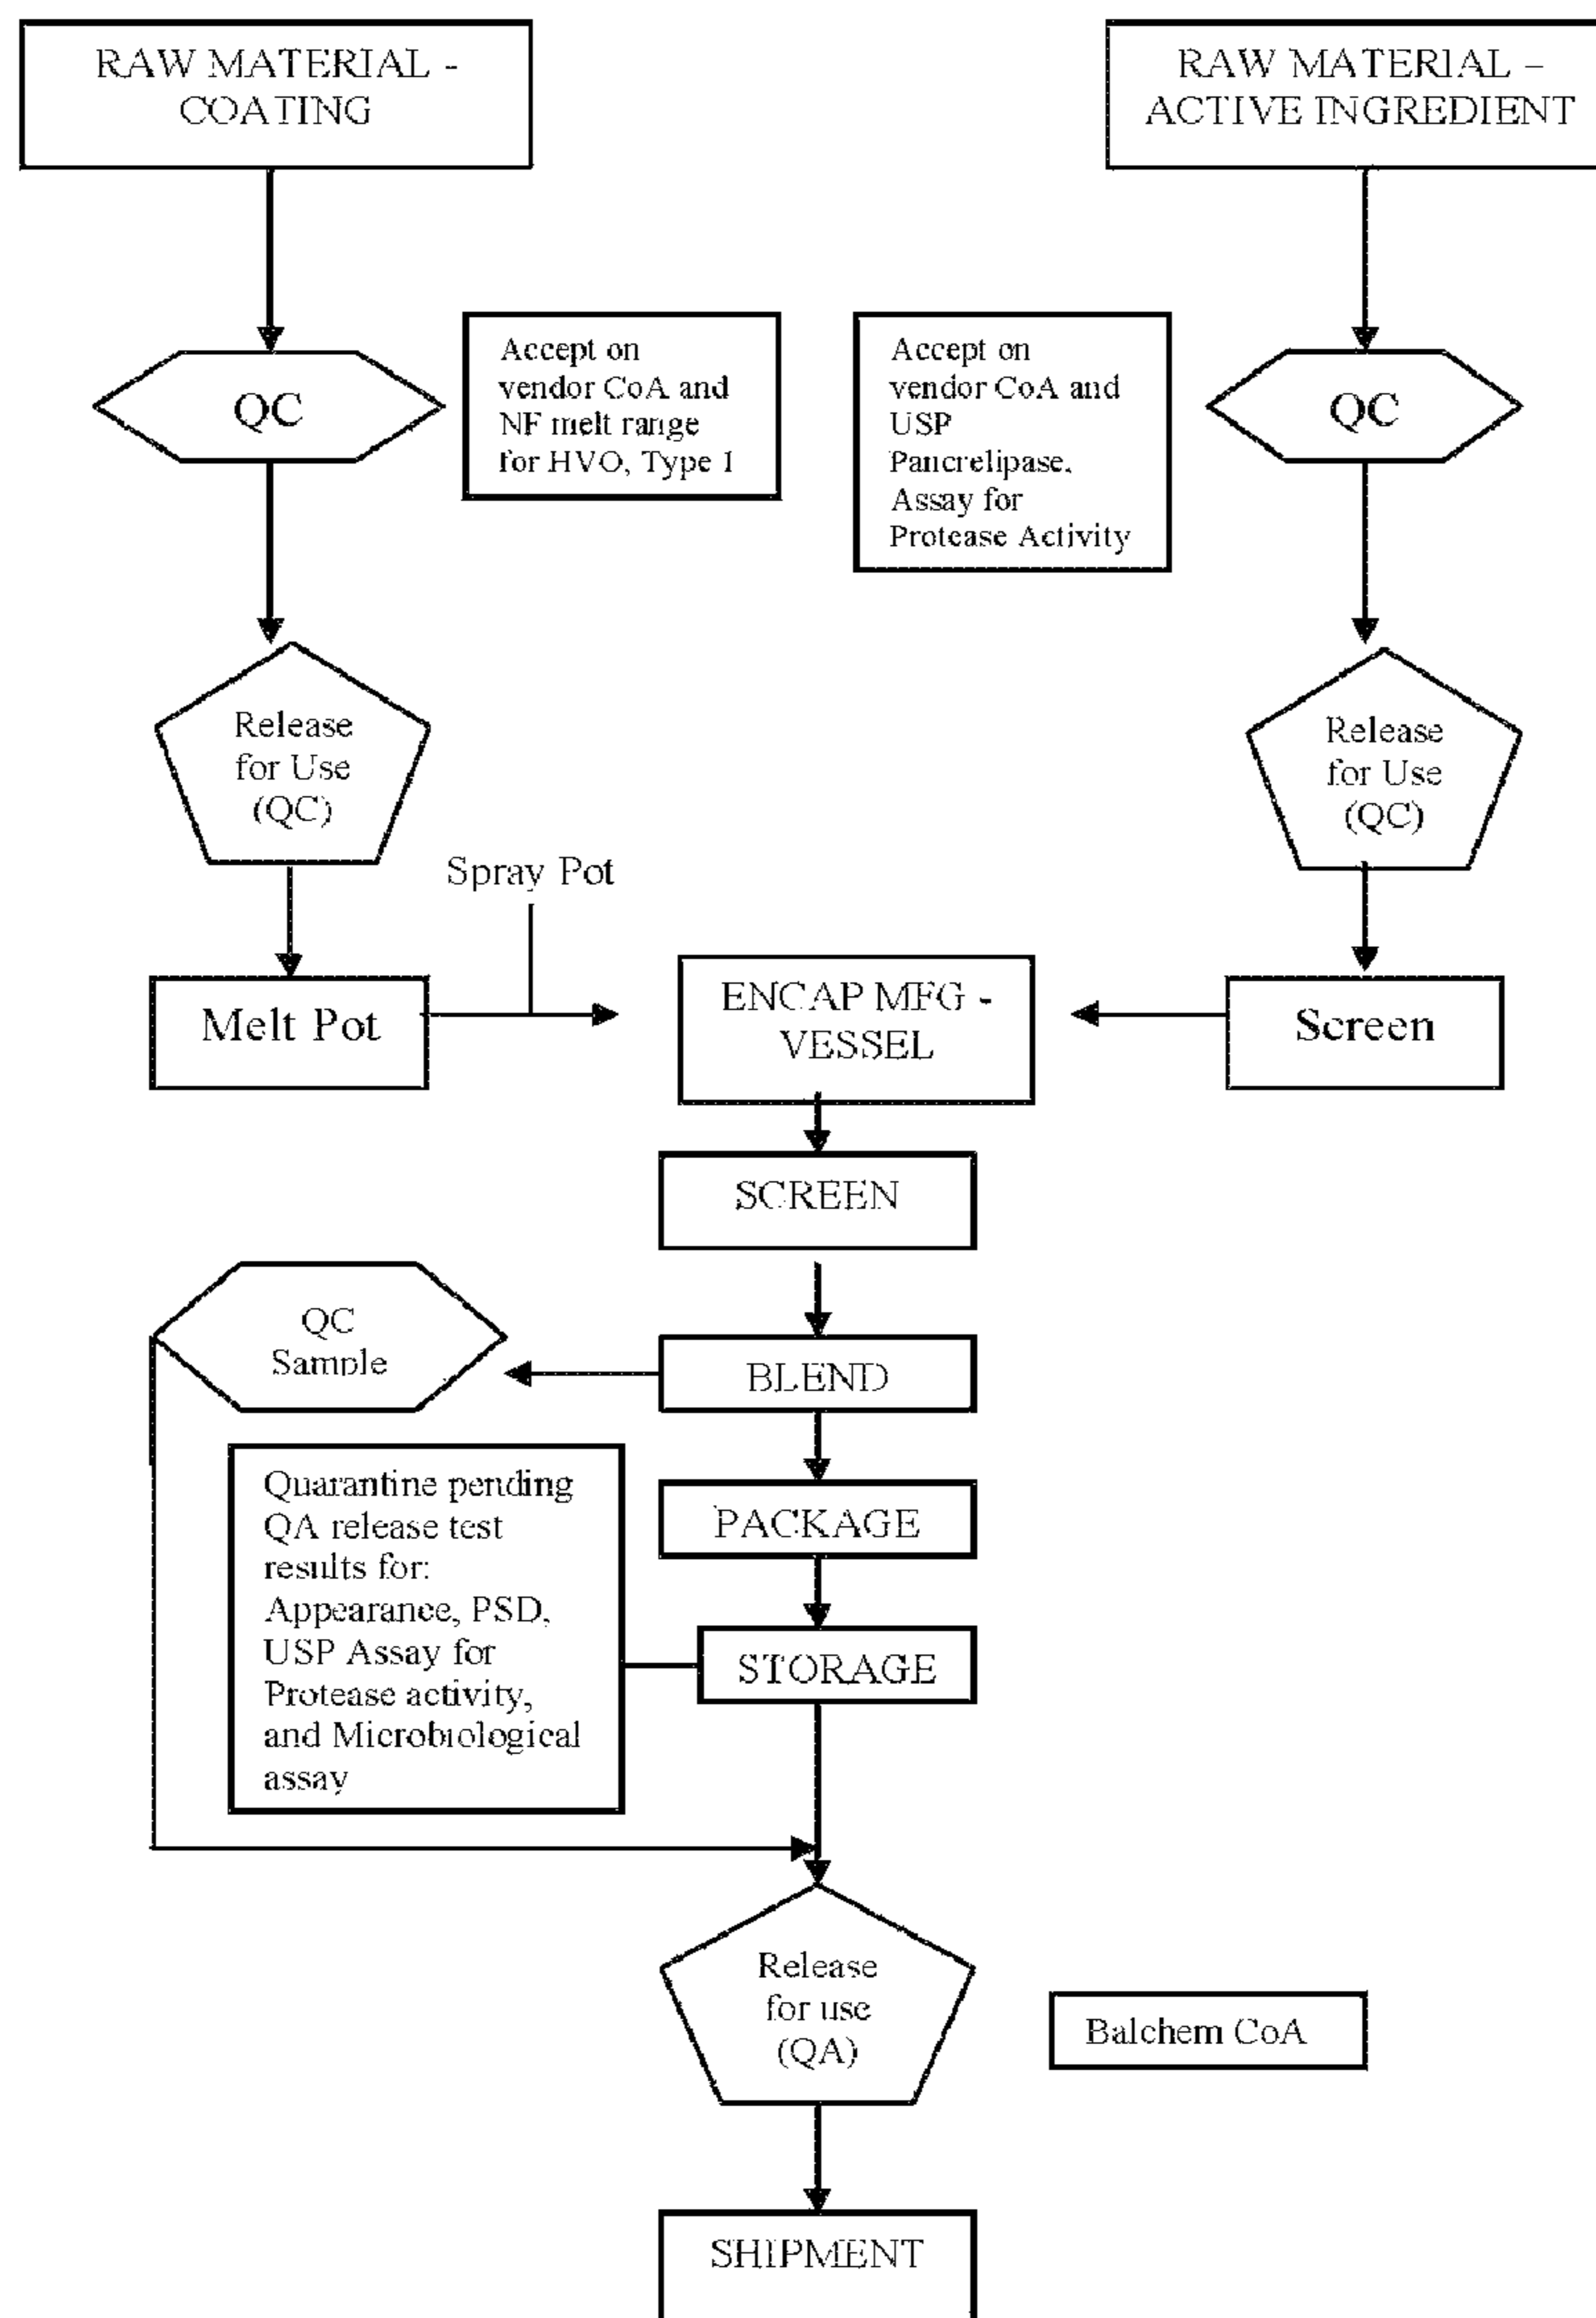 RAW MATERIAL -
COATING
RAW MATERIAL –
ACTIVE INGREDIENT
QC
Accept on
vendor CoA and
NF melt range
for HVO, Type 1
Accept on
vendor CoA and
USP
Pancrelipase,
Assay for
Protease Activity
QC
Release
for Use
(QC)
Release
for Use
(QC)
Spray Pot
Melt Pot
ENCAP MFG -
VESSEL
Screen
SCREEN
QC
Sample
BLEND
Quarantine pending
QA release test
results for:
Appearance, PSD,
USP Assay for
Protease activity,
and Microbiological
assay
PACKAGE
STORAGE
Release
for use
(QA)
Balchem CoA
SHIPMENT